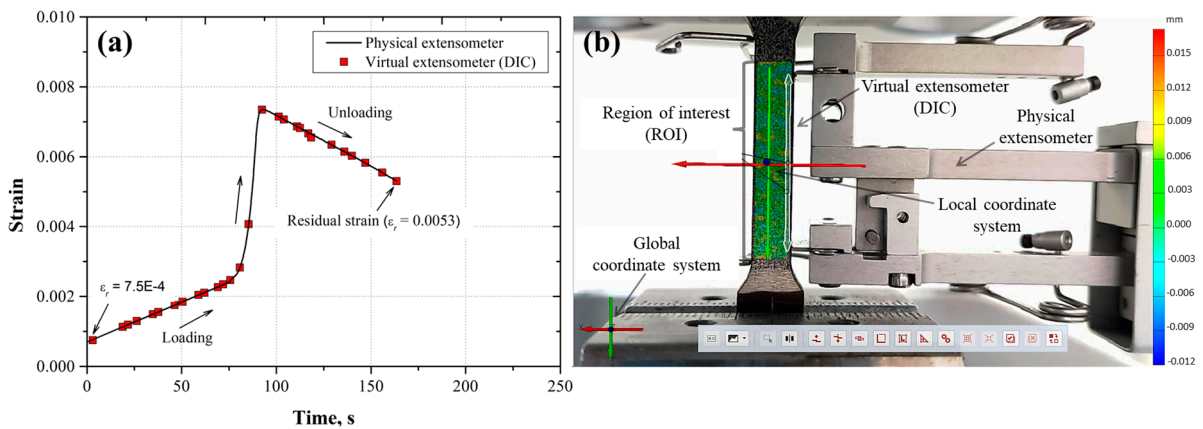 (a)
Physical extensometer
Virtual extensometer (DIC)
Unloading
Residual strain (εr = 0.0053)
εr = 7.5E-4
Loading
0.010
0.008
0.006
0.004
0.002
0.000
Strain
0
50
100
150
200
250
Time, s
(b)
Region of interest
(ROI)
Virtual extensometer
(DIC)
Physical
extensometer
Local coordinate
system
Global
coordinate system
mm
0.015
0.012
0.009
0.006
0.003
0.000
-0.003
-0.006
-0.009
-0.012